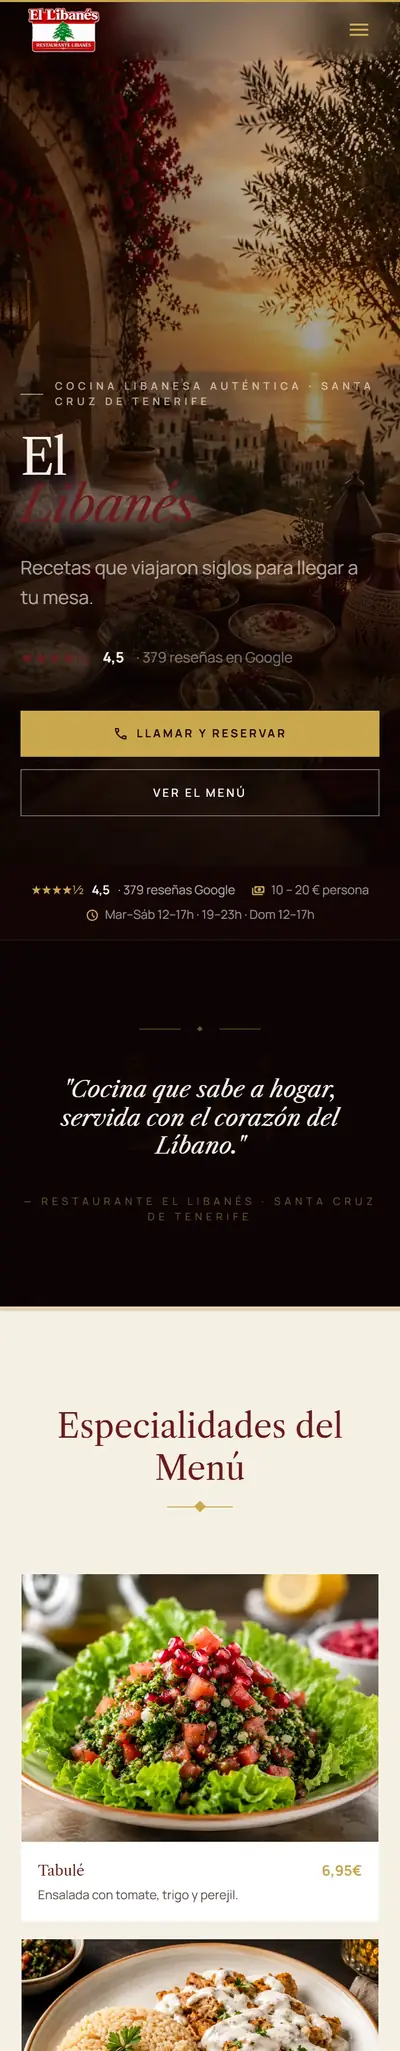 El Libanés
RESTAURANTE LIBANÉS
COCINA LIBANESA AUTÉNTICA · SANTA
CRUZ DE TENERIFE
El
Libanés
Recetas que viajaron siglos para llegar a
tu mesa.
★★★★½ 4,5 · 379 reseñas en Google
LLAMAR Y RESERVAR
VER EL MENÚ
★★★★½ 4,5 · 379 reseñas Google 10 – 20 € persona
Mar–Sáb 12–17h · 19–23h · Dom 12–17h
"Cocina que sabe a hogar,
servida con el corazón del
Líbano."
— RESTAURANTE EL LIBANÉS · SANTA CRUZ
DE TENERIFE
Especialidades del
Menú
Tabulé 6,95€
Ensalada con tomate, trigo y perejil.